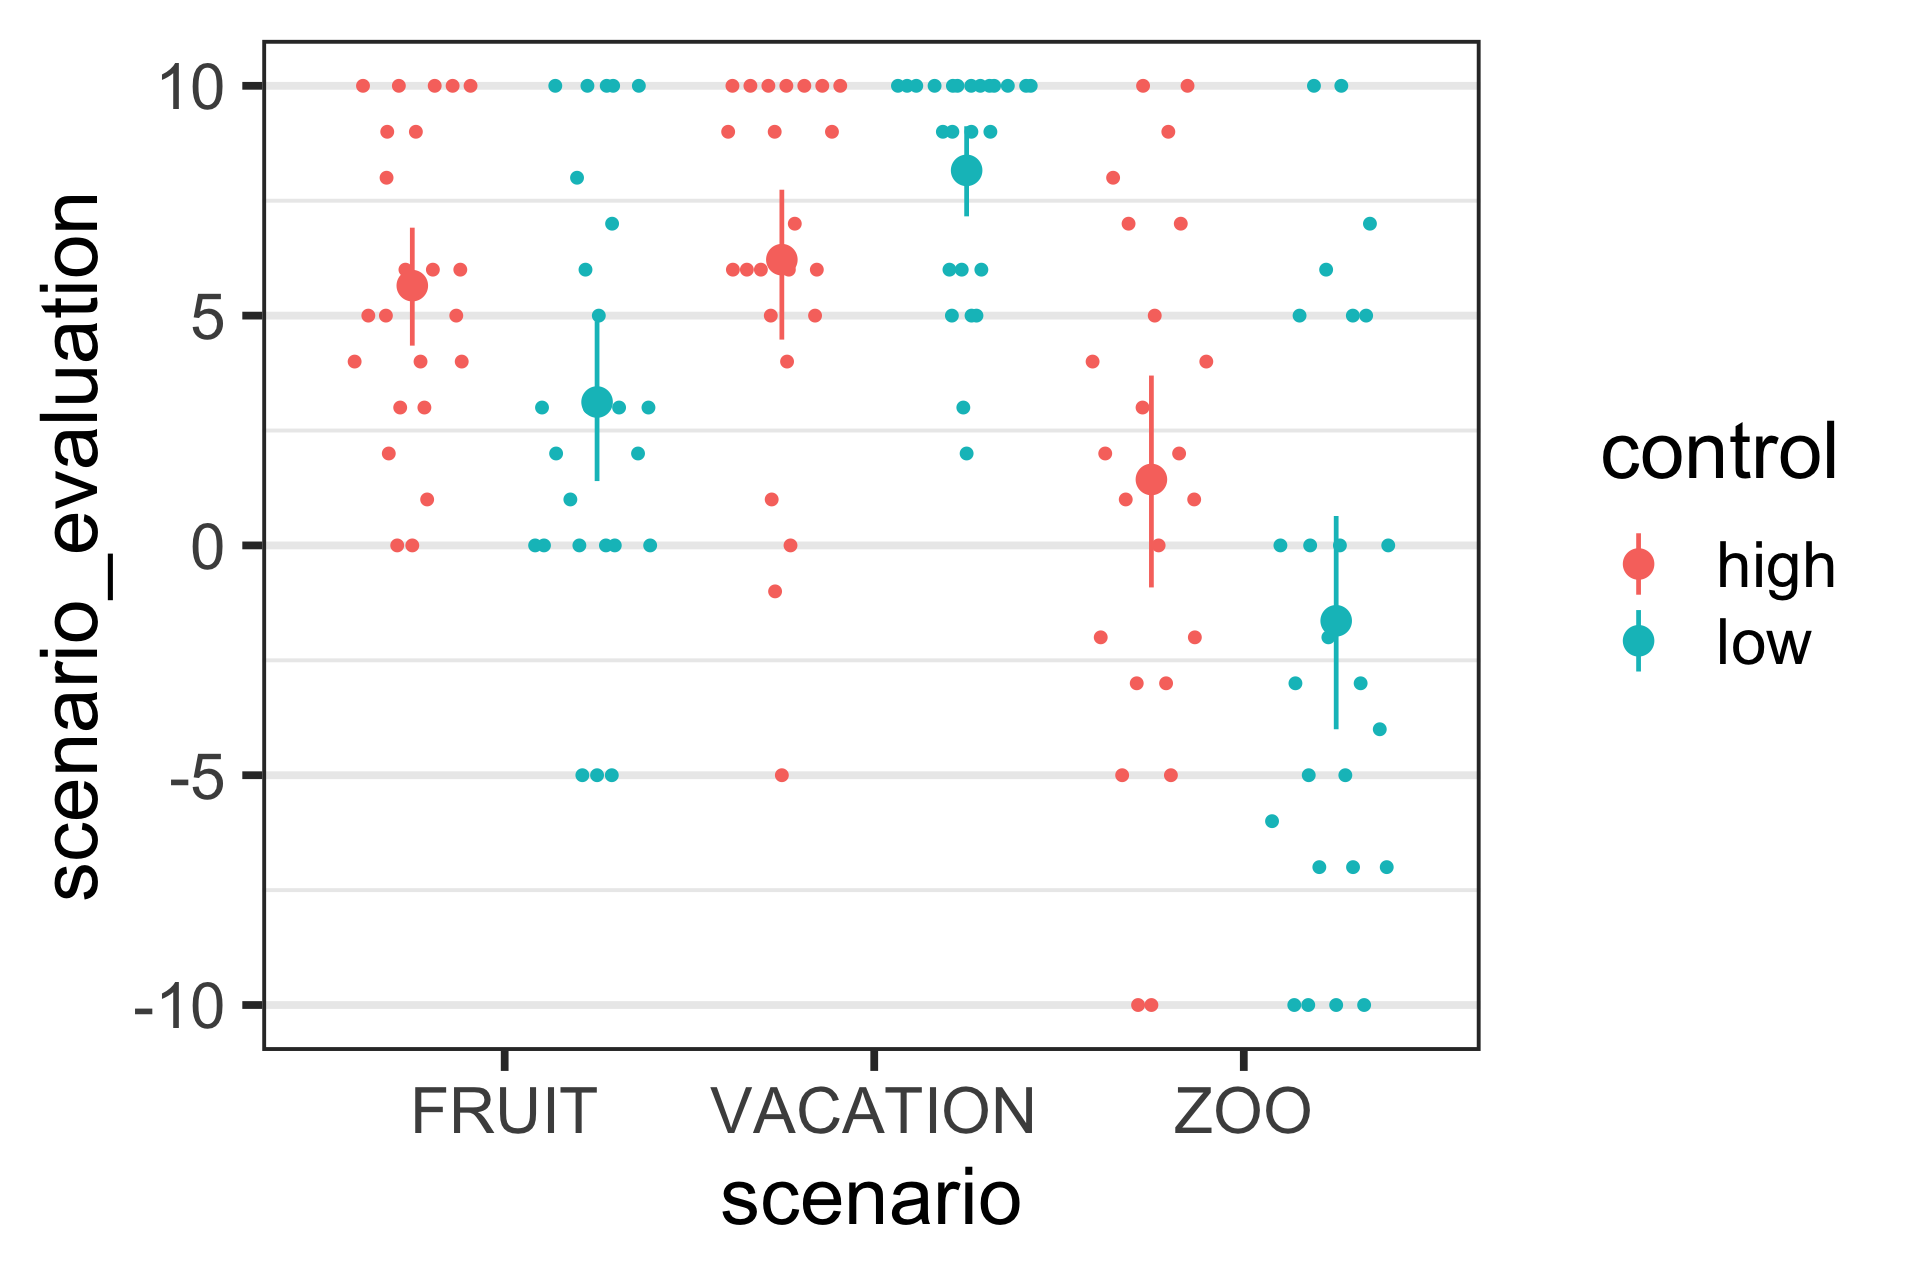 scenario_evaluation
10
5
0
-5
-10
FRUIT VACATION ZOO
scenario
control
high
low